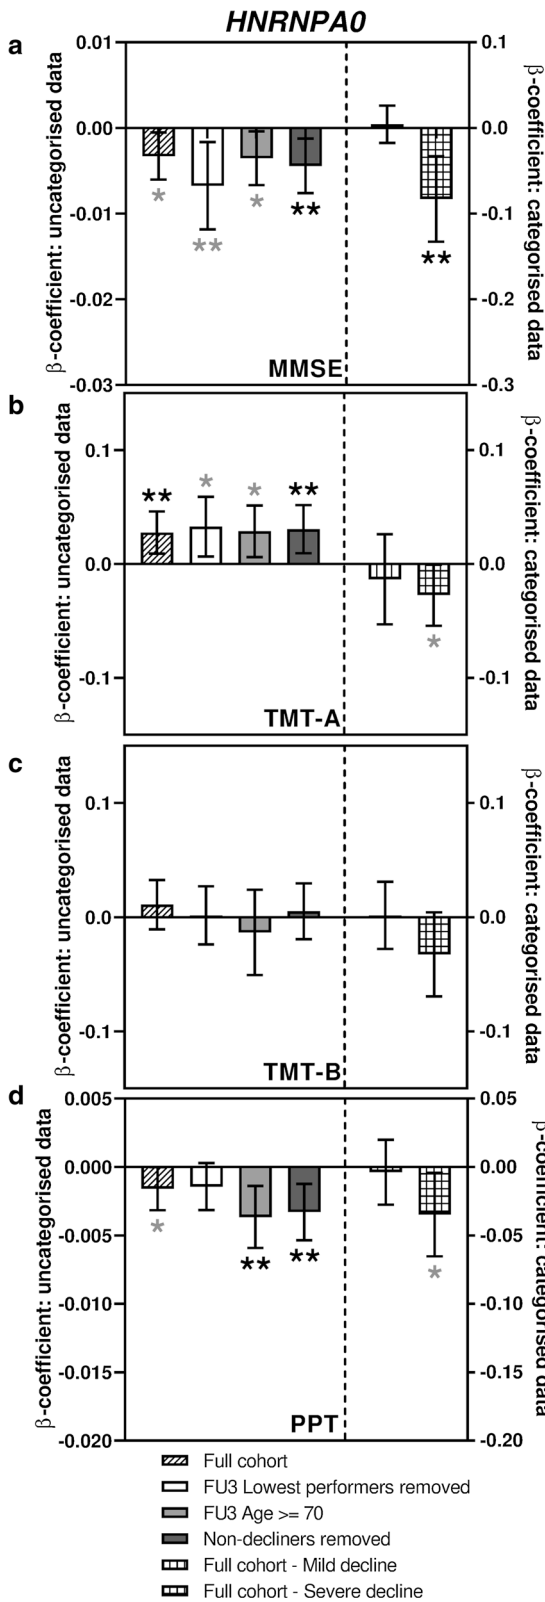 HNRNPA0
a
β-coefficient: uncategorised data
0.01
0.00
-0.01
-0.02
-0.03
*
**
*
**
**
MMSE
0.1
0.0
-0.1
-0.2
-0.3
β-coefficient: categorised data
b
β-coefficient: uncategorised data
0.1
0.0
-0.1
**
*
*
**
*
TMT-A
0.1
0.0
-0.1
β-coefficient: categorised data
c
β-coefficient: uncategorised data
0.1
0.0
-0.1
TMT-B
0.1
0.0
-0.1
β-coefficient: categorised data
d
β-coefficient: uncategorised data
0.005
0.000
-0.005
-0.010
-0.015
-0.020
*
**
**
*
PPT
0.05
0.00
-0.05
-0.10
-0.15
-0.20
β-coefficient: categorised data
Full cohort
FU3 Lowest performers removed
FU3 Age >= 70
Non-decliners removed
Full cohort - Mild decline
Full cohort - Severe decline